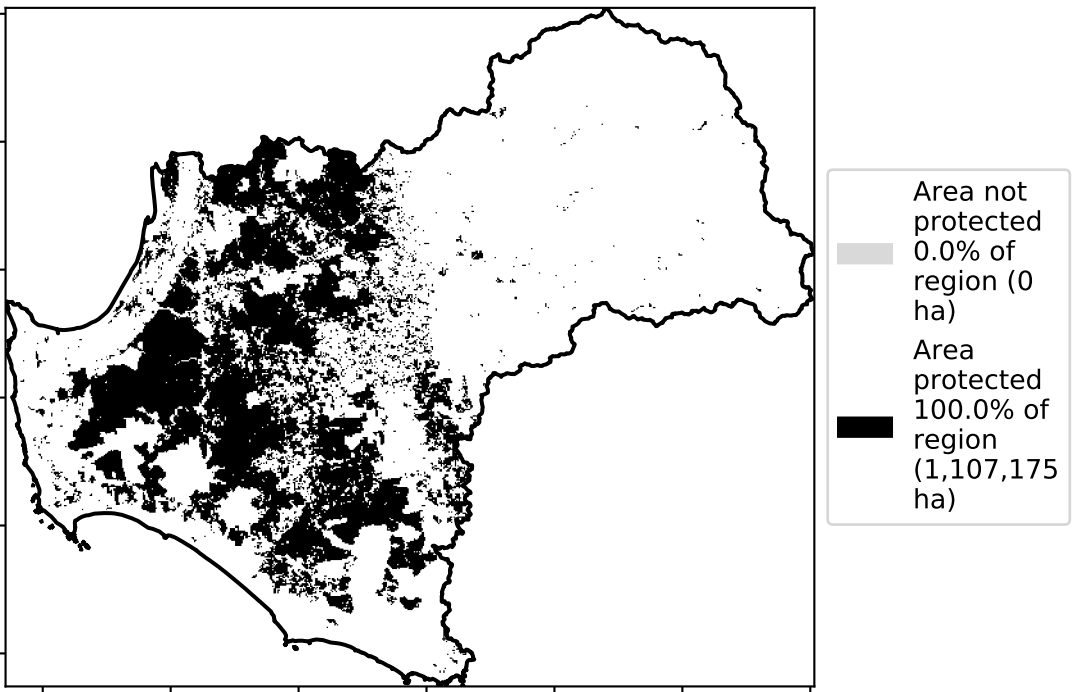 Area not
protected
0.0% of
region (0
ha)
Area
protected
100.0% of
region
(1,107,175
ha)